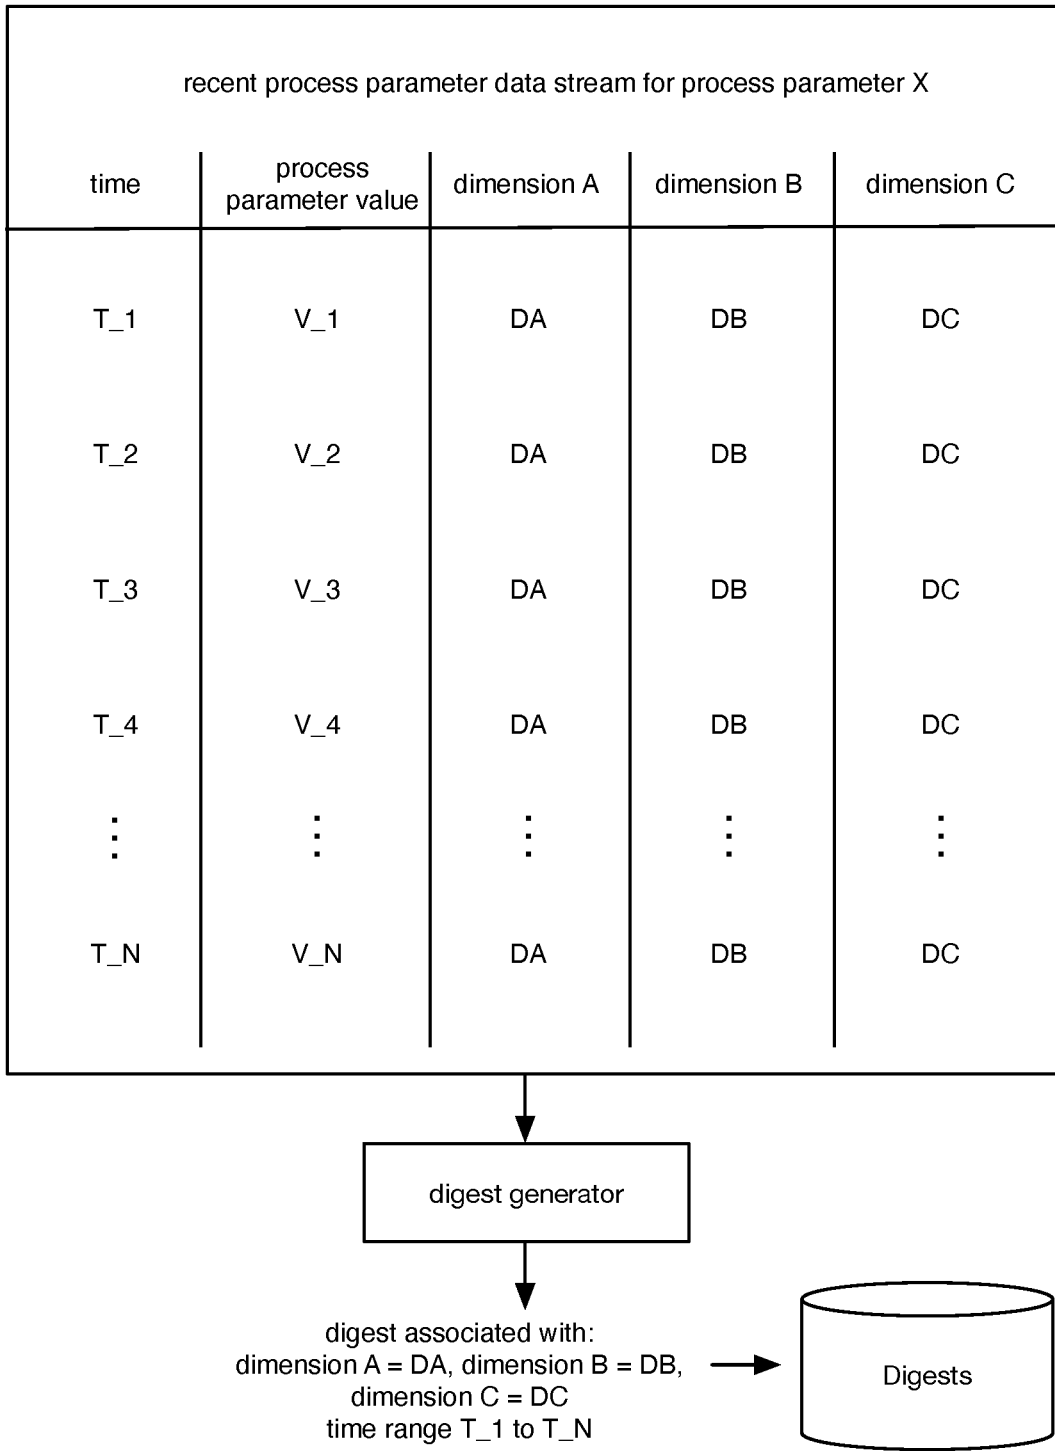 recent process parameter data stream for process parameter X
time process parameter value dimension A dimension B dimension C
T_1 V_1 DA DB DC
T_2 V_2 DA DB DC
T_3 V_3 DA DB DC
T_4 V_4 DA DB DC
⋮ ⋮ ⋮ ⋮ ⋮
T_N V_N DA DB DC
digest generator
digest associated with:
dimension A = DA, dimension B = DB,
dimension C = DC
time range T_1 to T_N
Digests